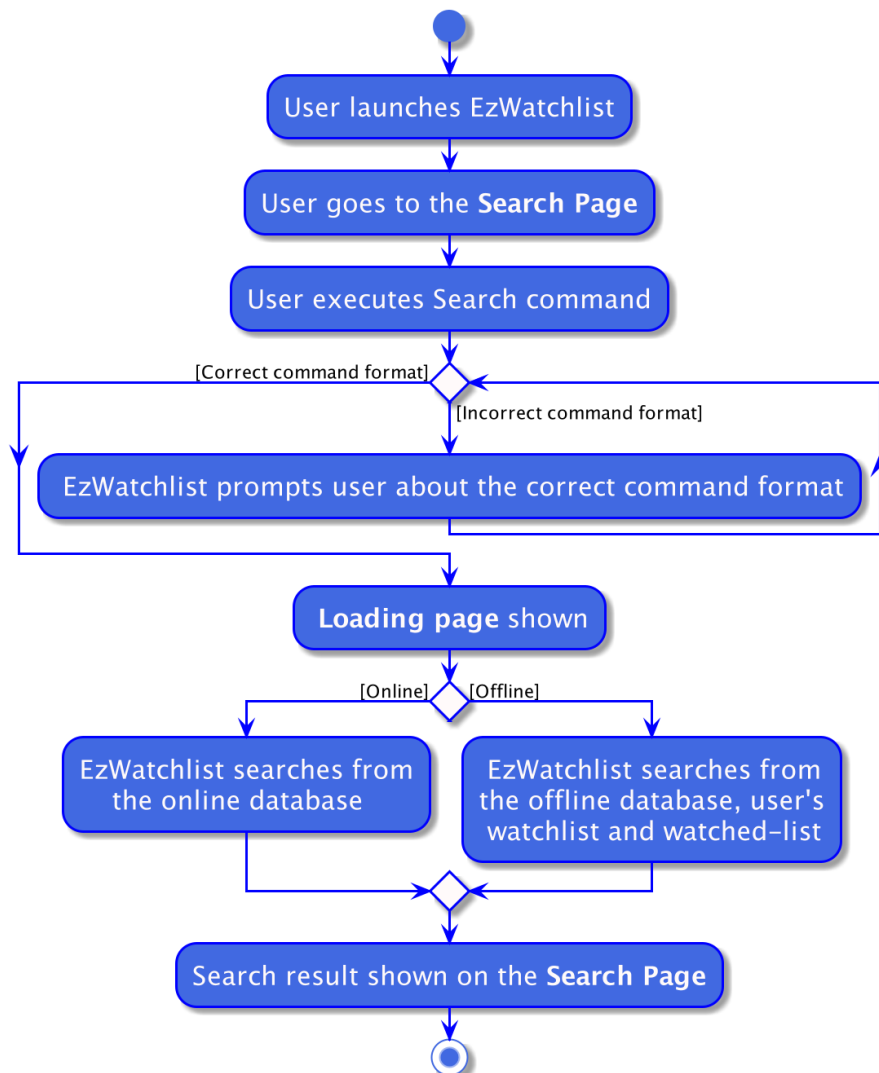 User launches EzWatchlist
User goes to the Search Page
User executes Search command
[Correct command format]
[Incorrect command format]
EzWatchlist prompts user about the correct command format
Loading page shown
[Online]
[Offline]
EzWatchlist searches from
the online database
EzWatchlist searches from
the offline database, user's
watchlist and watched-list
Search result shown on the Search Page